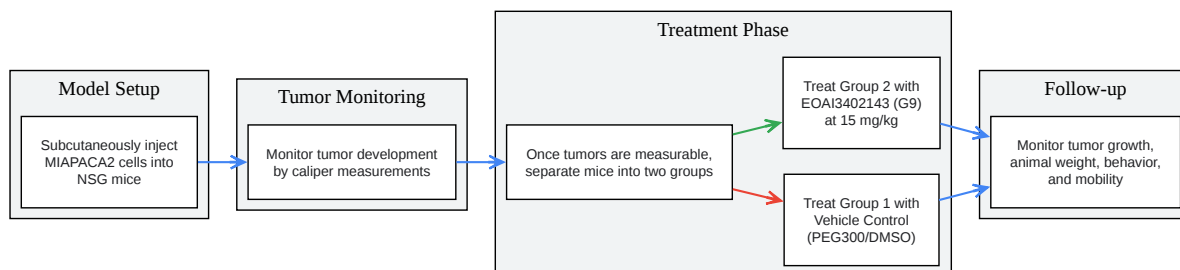 Model Setup
Subcutaneously inject
MIAPACA2 cells into
NSG mice
Tumor Monitoring
Monitor tumor development
by caliper measurements
Treatment Phase
Once tumors are measurable,
separate mice into two groups
Treat Group 2 with
EOAI3402143 (G9)
at 15 mg/kg
Treat Group 1 with
Vehicle Control
(PEG300/DMSO)
Follow-up
Monitor tumor growth,
animal weight, behavior,
and mobility